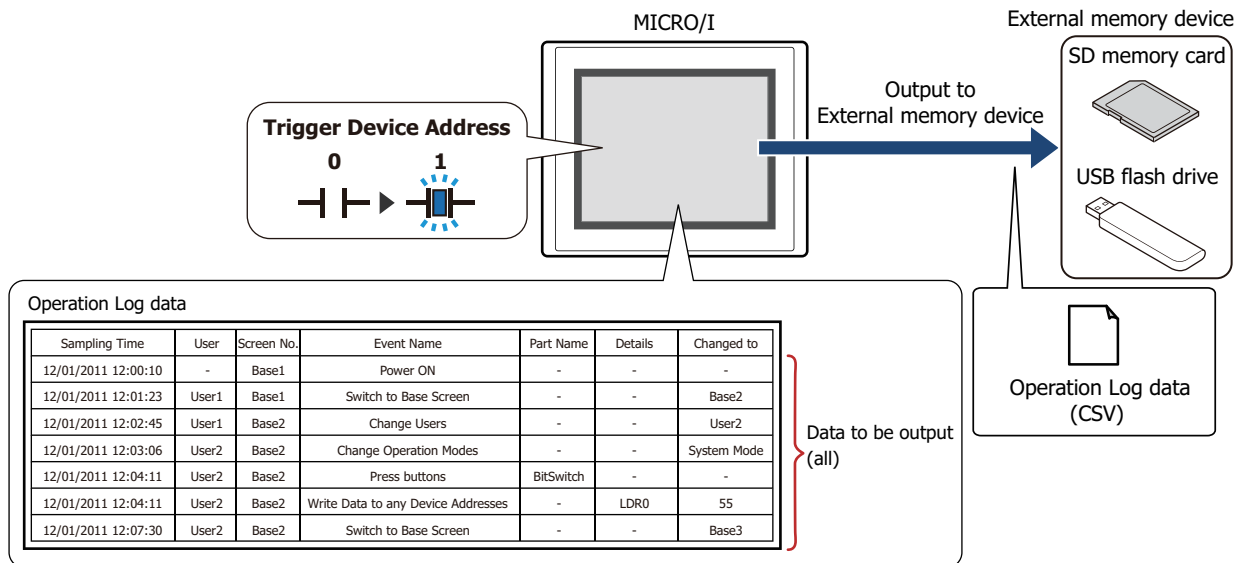 MICRO/I
External memory device
SD memory card
USB flash drive
Output to
External memory device
Trigger Device Address
0 1
Operation Log data
Sampling Time User Screen No. Event Name Part Name Details Changed to
12/01/2011 12:00:10 - Base1 Power ON - - -
12/01/2011 12:01:23 User1 Base1 Switch to Base Screen - - Base2
12/01/2011 12:02:45 User1 Base2 Change Users - - User2
12/01/2011 12:03:06 User2 Base2 Change Operation Modes - - System Mode
12/01/2011 12:04:11 User2 Base2 Press buttons BitSwitch - -
12/01/2011 12:04:11 User2 Base2 Write Data to any Device Addresses - LDR0 55
12/01/2011 12:07:30 User2 Base2 Switch to Base Screen - - Base3
Data to be output
(all)
Operation Log data
(CSV)